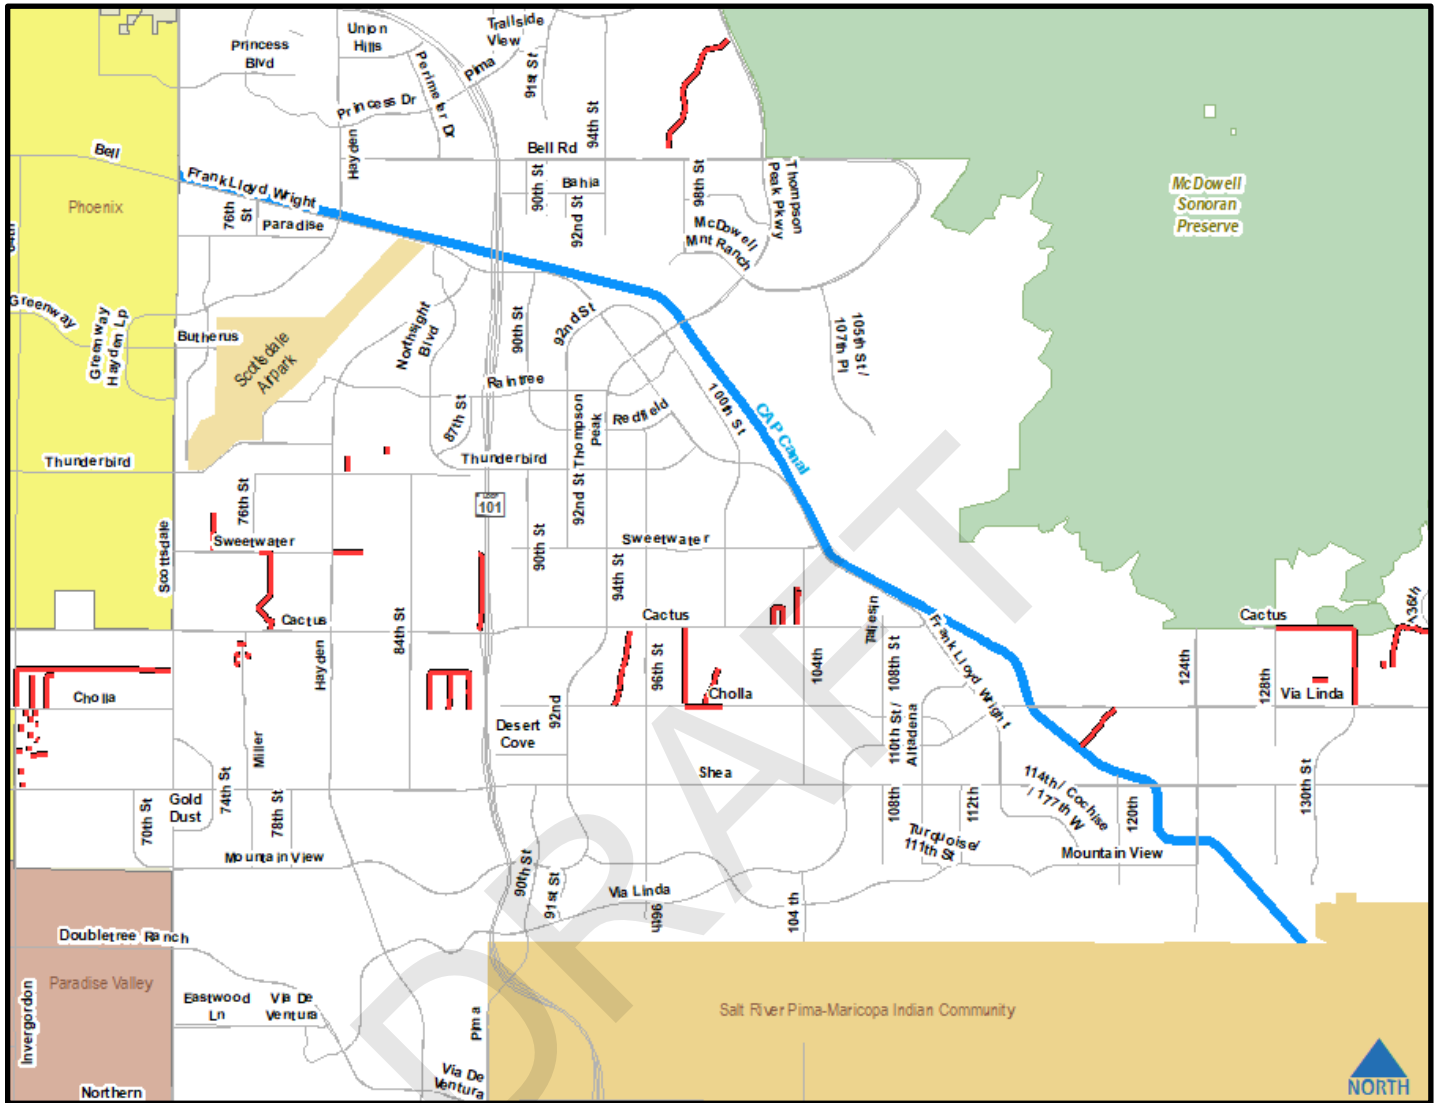 Princess
Blvd
Union
Hills
Trailside
View
Pima
91st St
Perimeter Dr
Princess Dr
94th St
Hayden
Bell
Bell Rd
Frank Lloyd Wright
90th St
Bahia
92nd St
98th St
Thompson
Peak Pkwy
McDowell
Sonoran
Preserve
Phoenix
76th
St
Paradise
McDowell
Mnt Ranch
Greenway
Greenway
Hayden Lp
Butherus
Scottsdale
Airpark
Northsight
Blvd
90th St
92nd St
105th St /
107th Pl
Raintree
87th St
Thompson
Peak
Redfield
100th St
CAP Canal
Thunderbird
Thunderbird
92nd St
LOOP
101
76th St
Scottsdale
Sweetwater
90th St
Sweetwater
94th St
Cactus
84th St
Cactus
Cactus
136th
Hayden
96th St
104th
108th St
Frank Lloyd Wright
124th
128th
Cholla
Cholla
Via Linda
Miller
Desert
Cove
92nd
110th St /
Altadena
Shea
74th St
Gold
Dust
70th St
78th St
108th
112th
114th / Cochise
/ 177th W
120th
130th St
Turquoise/
111th St
Mountain View
Mountain View
90th St
91st St
Via Linda
96th
104 th
Doubletree Ranch
Paradise Valley
Invergordon
Eastwood
Ln
Via De
Ventura
Pima
Salt River Pima-Maricopa Indian Community
Via De
Ventura
Northern
NORTH
DRAFT